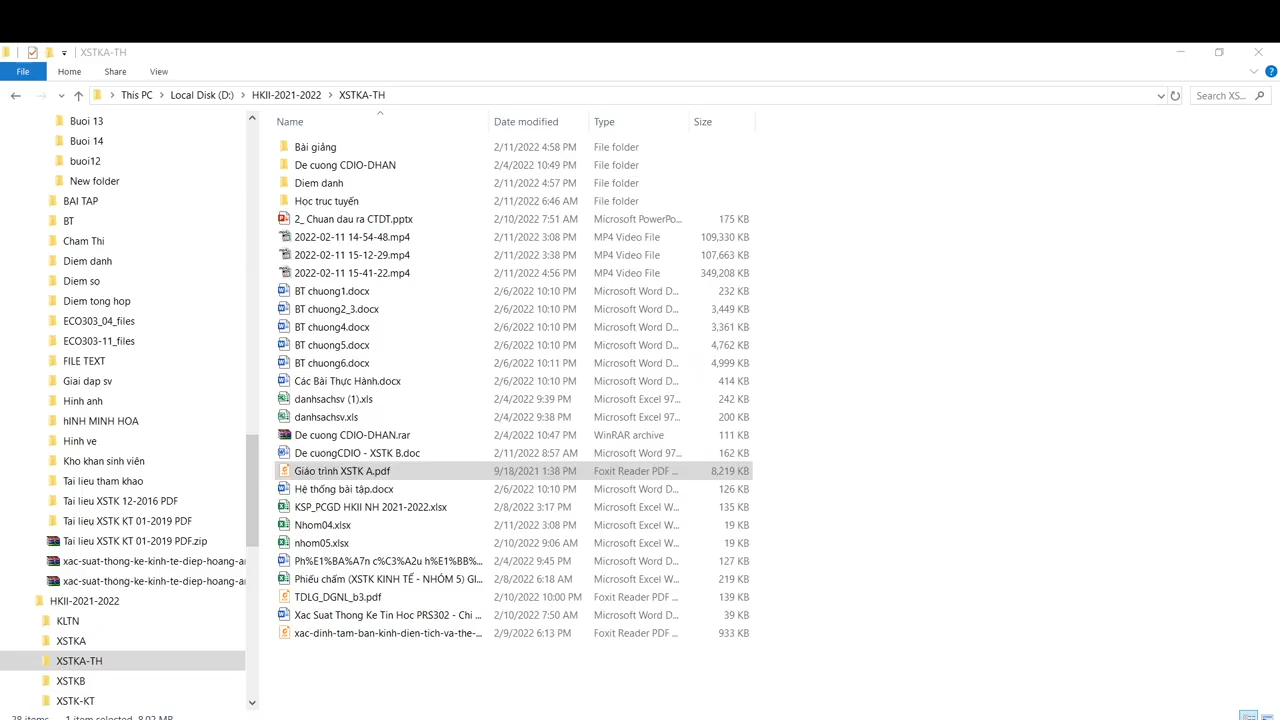 XSTKA-TH
File Home Share View
This PC Local Disk (D:) HKII-2021-2022 XSTKA-TH Search XS...
Buoi 13
Buoi 14
buoi12
New folder
BAI TAP
BT
Cham Thi
Diem danh
Diem so
Diem tong hop
ECO303_04_files
ECO303-11_files
FILE TEXT
Giai dap sv
Hinh anh
hINH MINH HOA
Hinh ve
Kho khan sinh viên
Tai lieu tham khao
Tai lieu XSTK 12-2016 PDF
Tai lieu XSTK KT 01-2019 PDF
Tai lieu XSTK KT 01-2019 PDF.zip
xac-suat-thong-ke-kinh-te-diep-hoang-ar
xac-suat-thong-ke-kinh-te-diep-hoang-ar
HKII-2021-2022
KLTN
XSTKA
XSTKA-TH
XSTKB
XSTK-KT
Name Date modified Type Size
Bài giảng 2/11/2022 4:58 PM File folder
De cuong CDIO-DHAN 2/4/2022 10:49 PM File folder
Diem danh 2/11/2022 4:57 PM File folder
Học trục tuyến 2/11/2022 6:46 AM File folder
2_ Chuan dau ra CTDT.pptx 2/10/2022 7:51 AM Microsoft PowerPo... 175 KB
2022-02-11 14-54-48.mp4 2/11/2022 3:08 PM MP4 Video File 109,330 KB
2022-02-11 15-12-29.mp4 2/11/2022 3:38 PM MP4 Video File 107,663 KB
2022-02-11 15-41-22.mp4 2/11/2022 4:56 PM MP4 Video File 349,208 KB
BT chuong1.docx 2/6/2022 10:10 PM Microsoft Word D... 232 KB
BT chuong2_3.docx 2/6/2022 10:10 PM Microsoft Word D... 3,449 KB
BT chuong4.docx 2/6/2022 10:10 PM Microsoft Word D... 3,361 KB
BT chuong5.docx 2/6/2022 10:10 PM Microsoft Word D... 4,762 KB
BT chuong6.docx 2/6/2022 10:11 PM Microsoft Word D... 4,999 KB
Các Bài Thực Hành.docx 2/6/2022 10:10 PM Microsoft Word D... 414 KB
danhsachsv (1).xls 2/4/2022 9:39 PM Microsoft Excel 97... 242 KB
danhsachsv.xls 2/4/2022 9:38 PM Microsoft Excel 97... 200 KB
De cuong CDIO-DHAN.rar 2/4/2022 10:47 PM WinRAR archive 111 KB
De cuongCDIO - XSTK B.doc 2/11/2022 8:57 AM Microsoft Word 97... 162 KB
Giáo trình XSTK A.pdf 9/18/2021 1:38 PM Foxit Reader PDF ... 8,219 KB
Hệ thống bài tập.docx 2/6/2022 10:10 PM Microsoft Word D... 126 KB
KSP_PCGD HKII NH 2021-2022.xlsx 2/8/2022 3:17 PM Microsoft Excel W... 135 KB
Nhom04.xlsx 2/11/2022 3:08 PM Microsoft Excel W... 19 KB
nhom05.xlsx 2/10/2022 9:06 AM Microsoft Excel W... 19 KB
Ph%E1%BA%A7n c%C3%A2u h%E1%BB%... 2/4/2022 9:45 PM Microsoft Word D... 127 KB
Phiếu chấm (XSTK KINH TẾ - NHÓM 5) GI... 2/8/2022 6:18 AM Microsoft Excel W... 219 KB
TDLG_DGNL_b3.pdf 2/10/2022 10:00 PM Foxit Reader PDF ... 139 KB
Xac Suat Thong Ke Tin Hoc PRS302 - Chi ... 2/10/2022 7:50 AM Microsoft Word D... 39 KB
xac-dinh-tam-ban-kinh-dien-tich-va-the-... 2/9/2022 6:13 PM Foxit Reader PDF ... 933 KB
28 items 1 item selected 8.02 MB